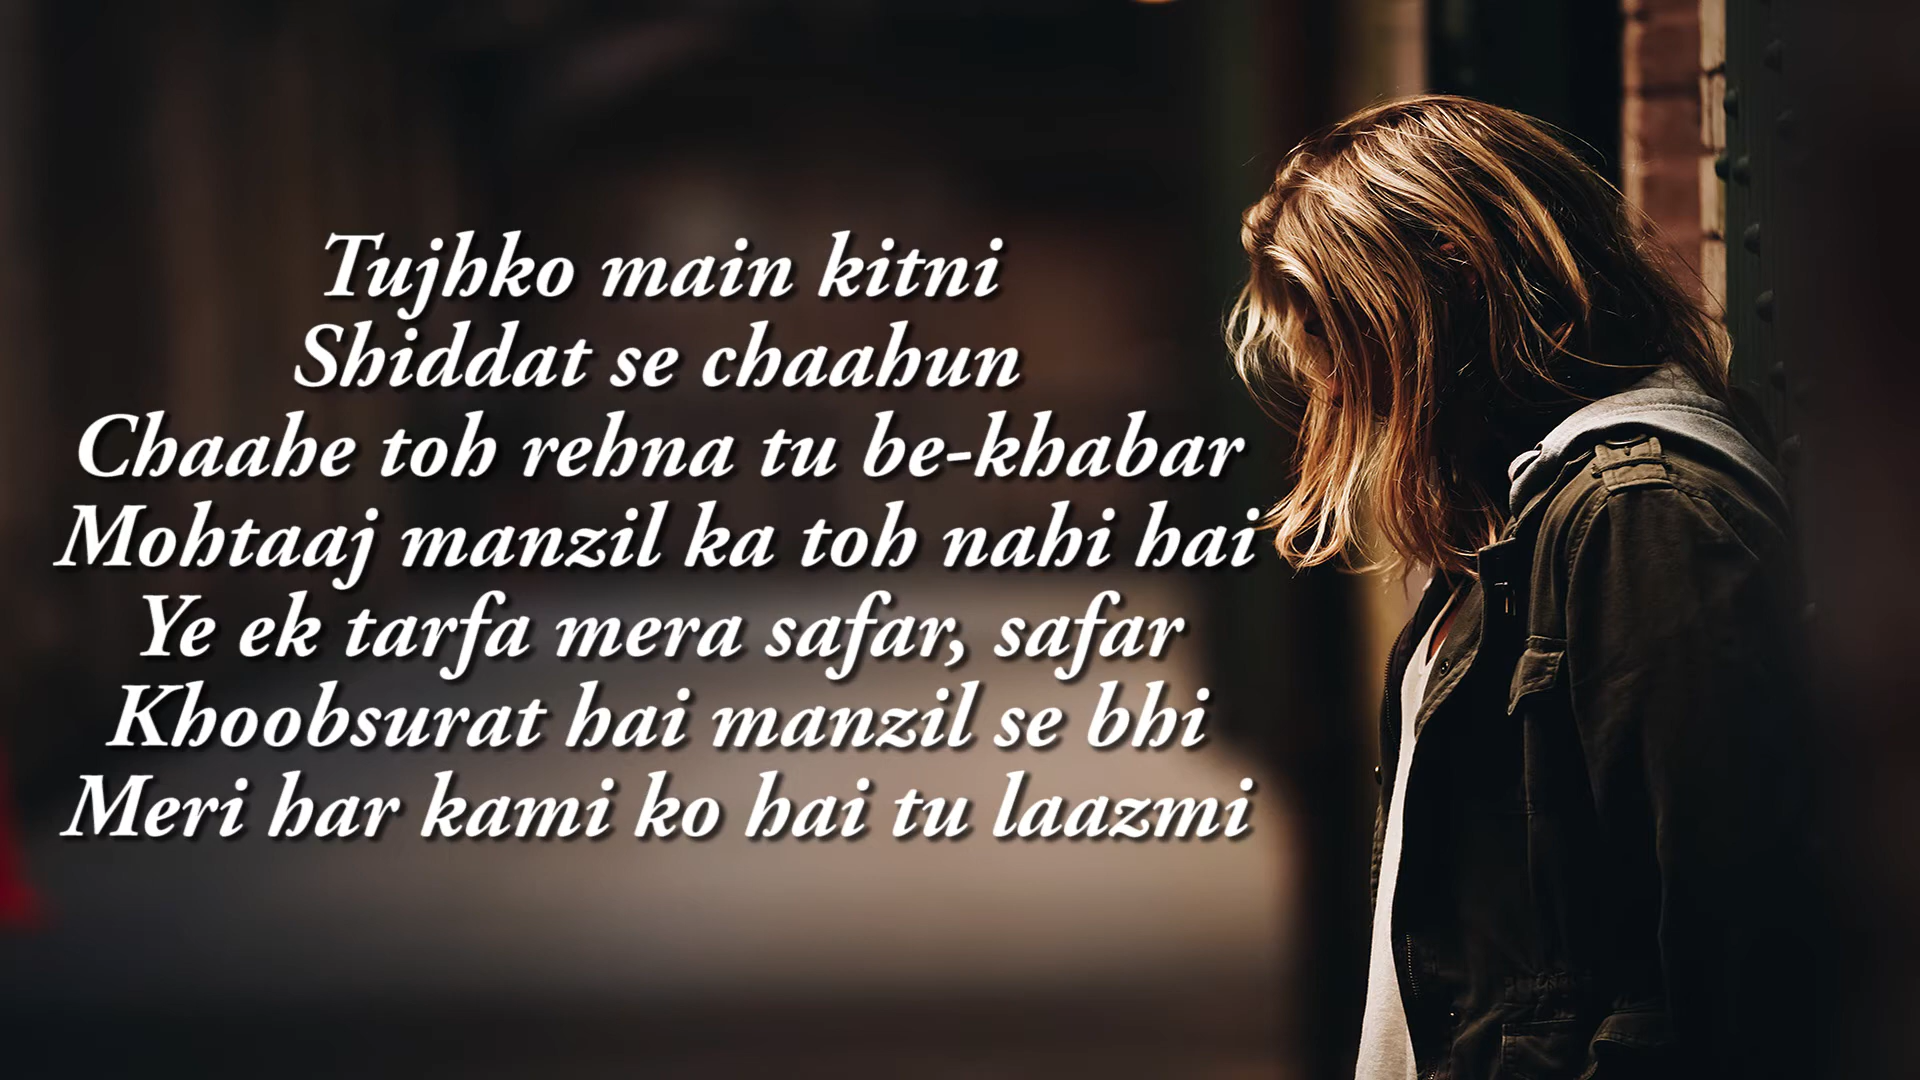 Tujhko main kitni
Shiddat se chaahun
Chaahe toh rehna tu be-khabar
Mohtaaj manzil ka toh nahi hai
Ye ek tarfa mera safar, safar
Khoobsurat hai manzil se bhi
Meri har kami ko hai tu laazmi